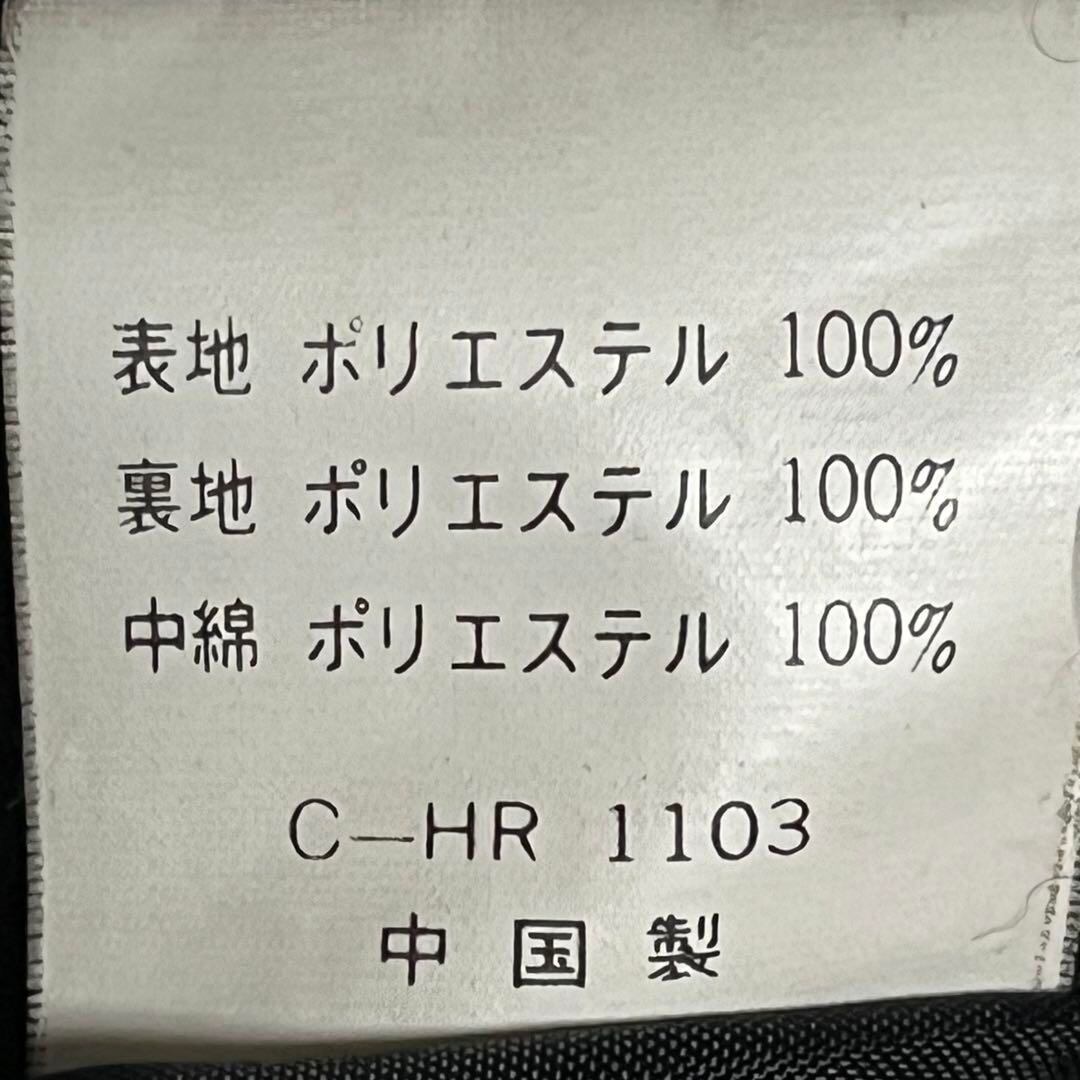 表地 ポリエステル 100%
裏地 ポリエステル 100%
中綿 ポリエステル 100%
C-HR 1103
中国製